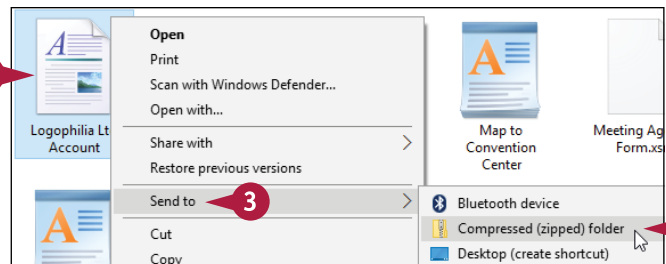 Open
Print
Scan with Windows Defender...
Open with...
Share with
Restore previous versions
Send to
3
Cut
Copy
Bluetooth device
Compressed (zipped) folder
Desktop (create shortcut)
Logophilia Lt
Account
Map to
Convention
Center
Meeting Ag
Form.xs